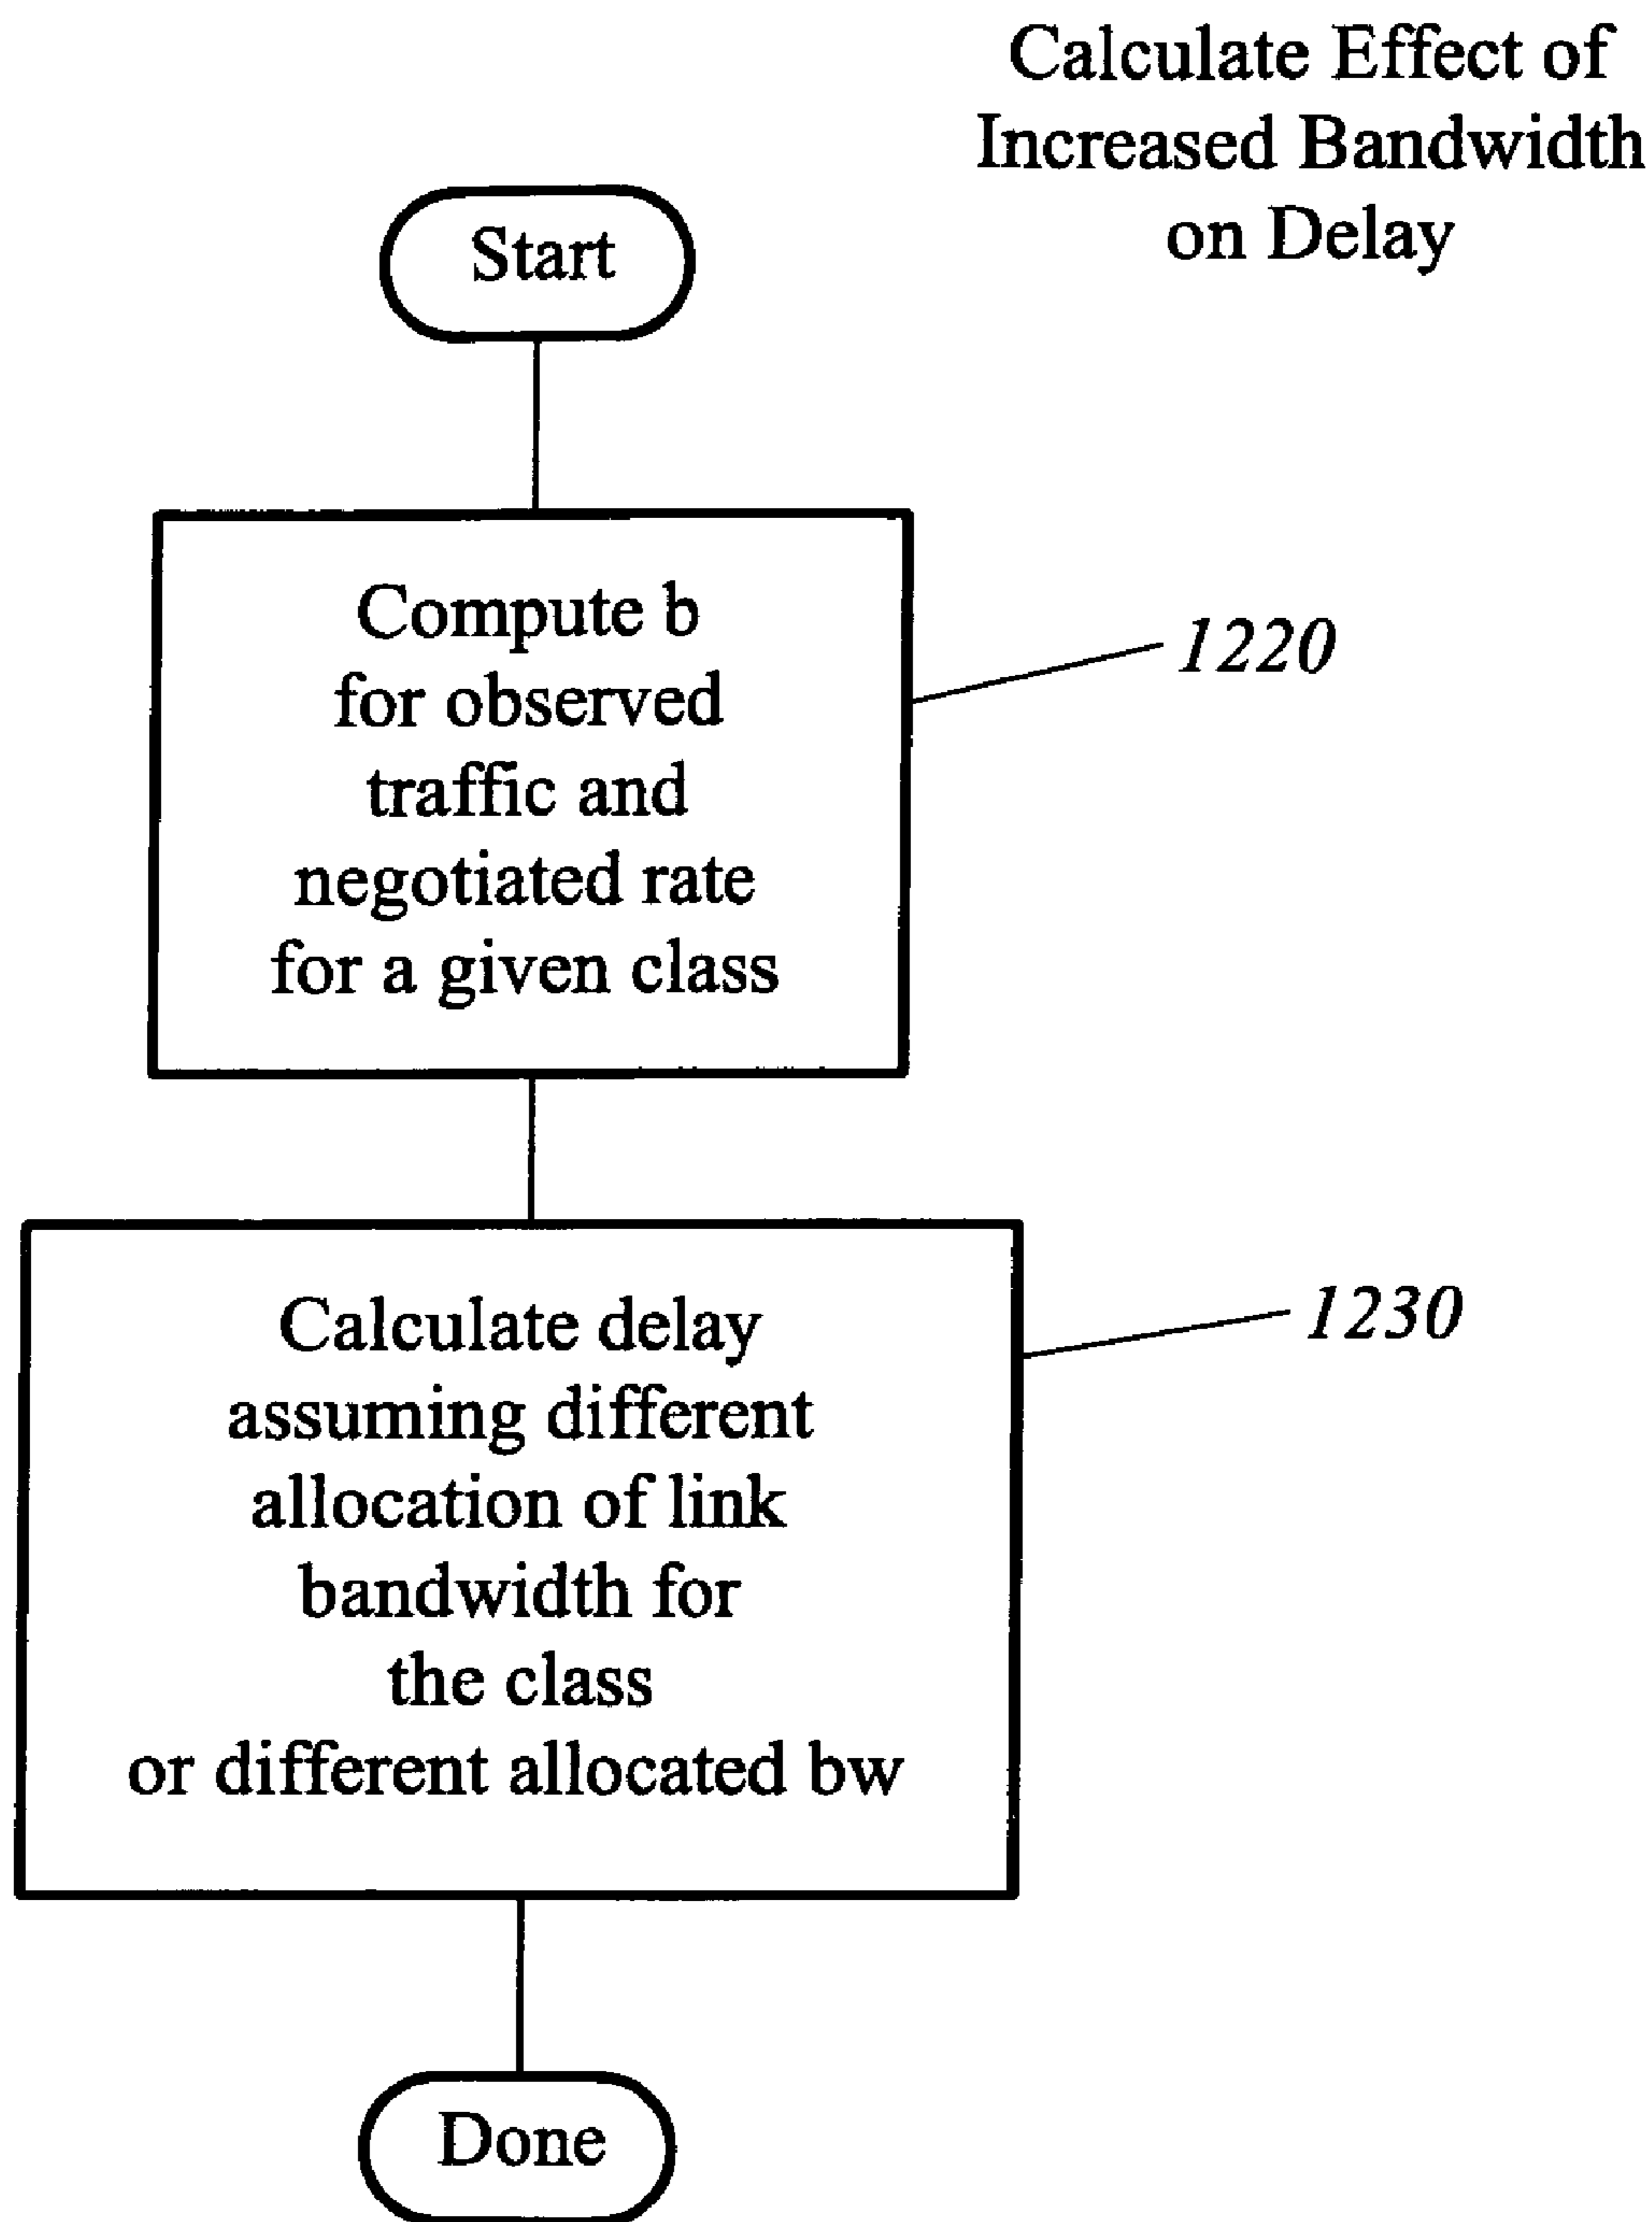 Calculate Effect of
Increased Bandwidth
on Delay
Start
Compute b
for observed
traffic and
negotiated rate
for a given class
1220
Calculate delay
assuming different
allocation of link
bandwidth for
the class
or different allocated bw
1230
Done